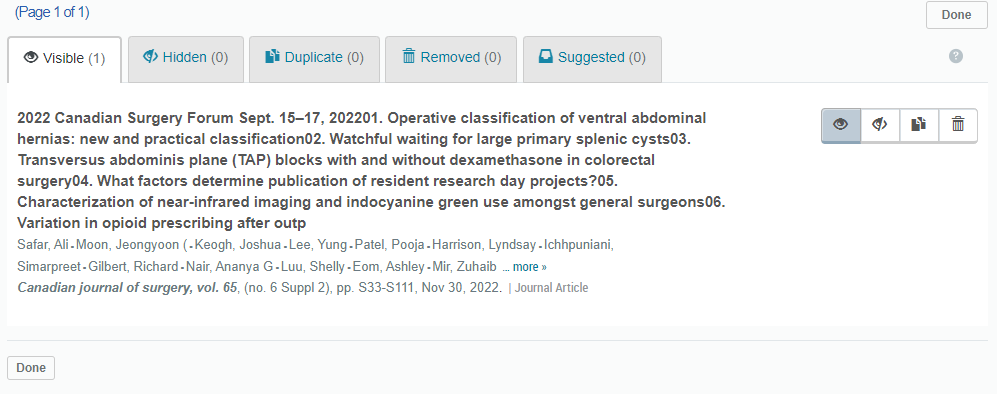 (Page 1 of 1)
Done
Visible (1)
Hidden (0)
Duplicate (0)
Removed (0)
Suggested (0)
?
2022 Canadian Surgery Forum Sept. 15–17, 202201. Operative classification of ventral abdominal
hernias: new and practical classification02. Watchful waiting for large primary splenic cysts03.
Transversus abdominis plane (TAP) blocks with and without dexamethasone in colorectal
surgery04. What factors determine publication of resident research day projects?05.
Characterization of near-infrared imaging and indocyanine green use amongst general surgeons06.
Variation in opioid prescribing after outp
Safar, Ali - Moon, Jeongyoon ( - Keogh, Joshua - Lee, Yung - Patel, Pooja - Harrison, Lyndsay - Ichhpuniani,
Simarpreet - Gilbert, Richard - Nair, Ananya G - Luu, Shelly - Eom, Ashley - Mir, Zuhaib ... more »
Canadian journal of surgery, vol. 65, (no. 6 Suppl 2), pp. S33-S111, Nov 30, 2022. | Journal Article
Done